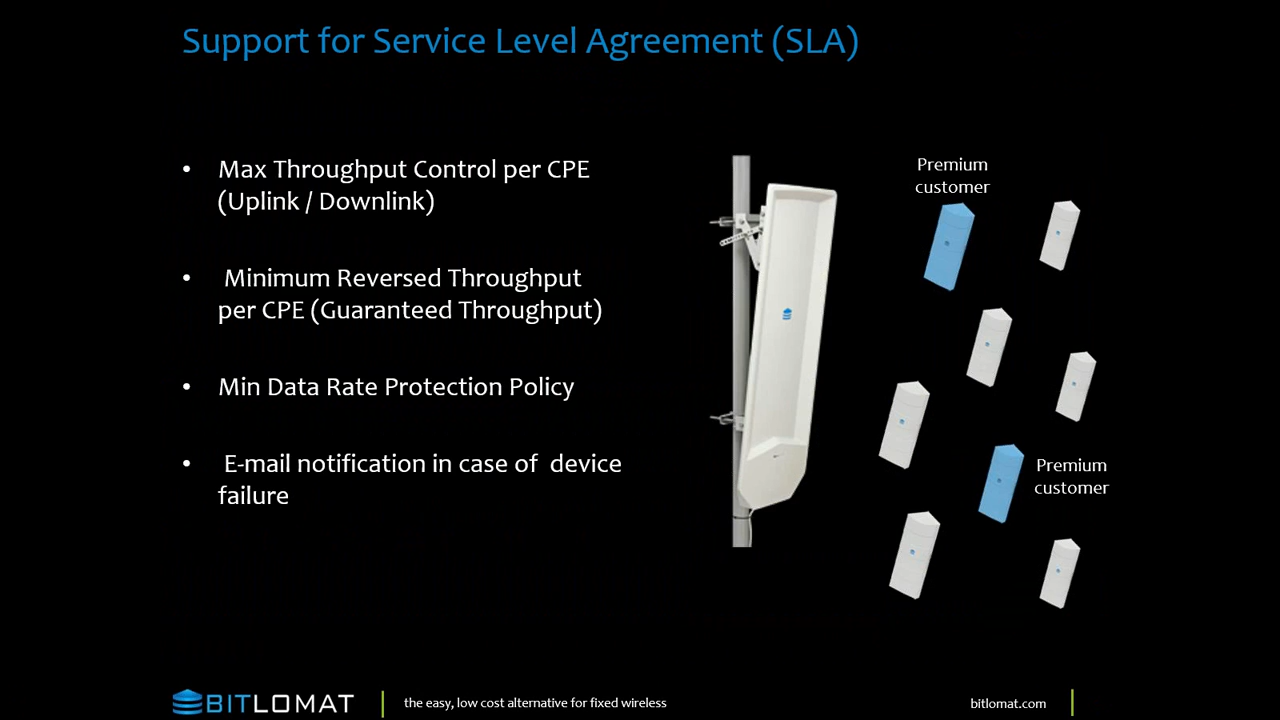 Support for Service Level Agreement (SLA)
• Max Throughput Control per CPE
(Uplink / Downlink)
• Minimum Reversed Throughput
per CPE (Guaranteed Throughput)
• Min Data Rate Protection Policy
• E-mail notification in case of device
failure
Premium
customer
Premium
customer
BITLOMAT
the easy, low cost alternative for fixed wireless
bitlomat.com